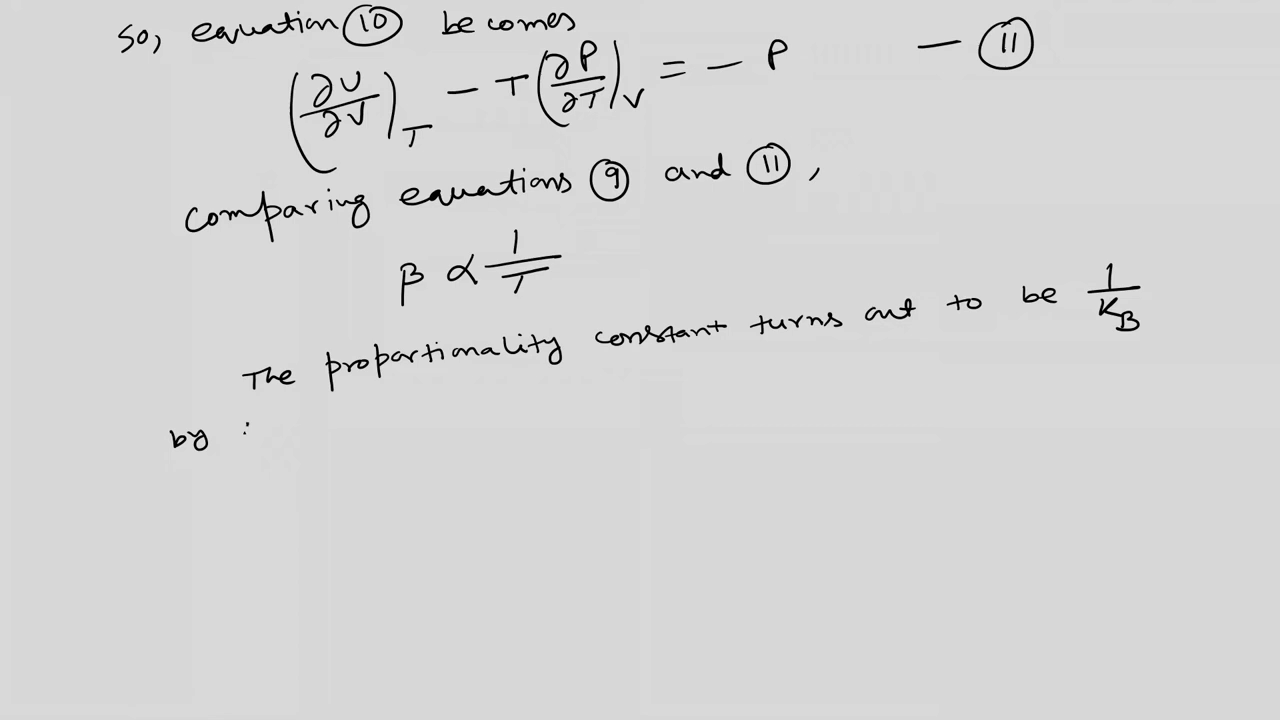 So, equation ⑩ becomes
(∂U/∂V)_T − T(∂P/∂T)_V = − P — ⑪
Comparing equations ⑨ and ⑪,
β ∝ 1/T
The proportionality constant turns out to be 1/K_B
by